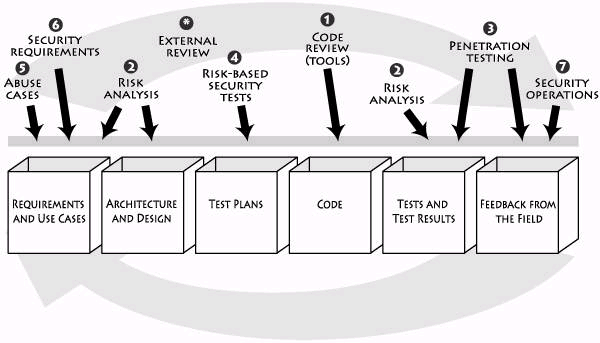 6
SECURITY
REQUIREMENTS
5
ABUSE
CASES
2
RISK
ANALYSIS
*
EXTERNAL
REVIEW
4
RISK-BASED
SECURITY
TESTS
1
CODE
REVIEW
(TOOLS)
2
RISK
ANALYSIS
3
PENETRATION
TESTING
7
SECURITY
OPERATIONS
REQUIREMENTS
AND USE CASES
ARCHITECTURE
AND DESIGN
TEST PLANS
CODE
TESTS AND
TEST RESULTS
FEEDBACK FROM
THE FIELD